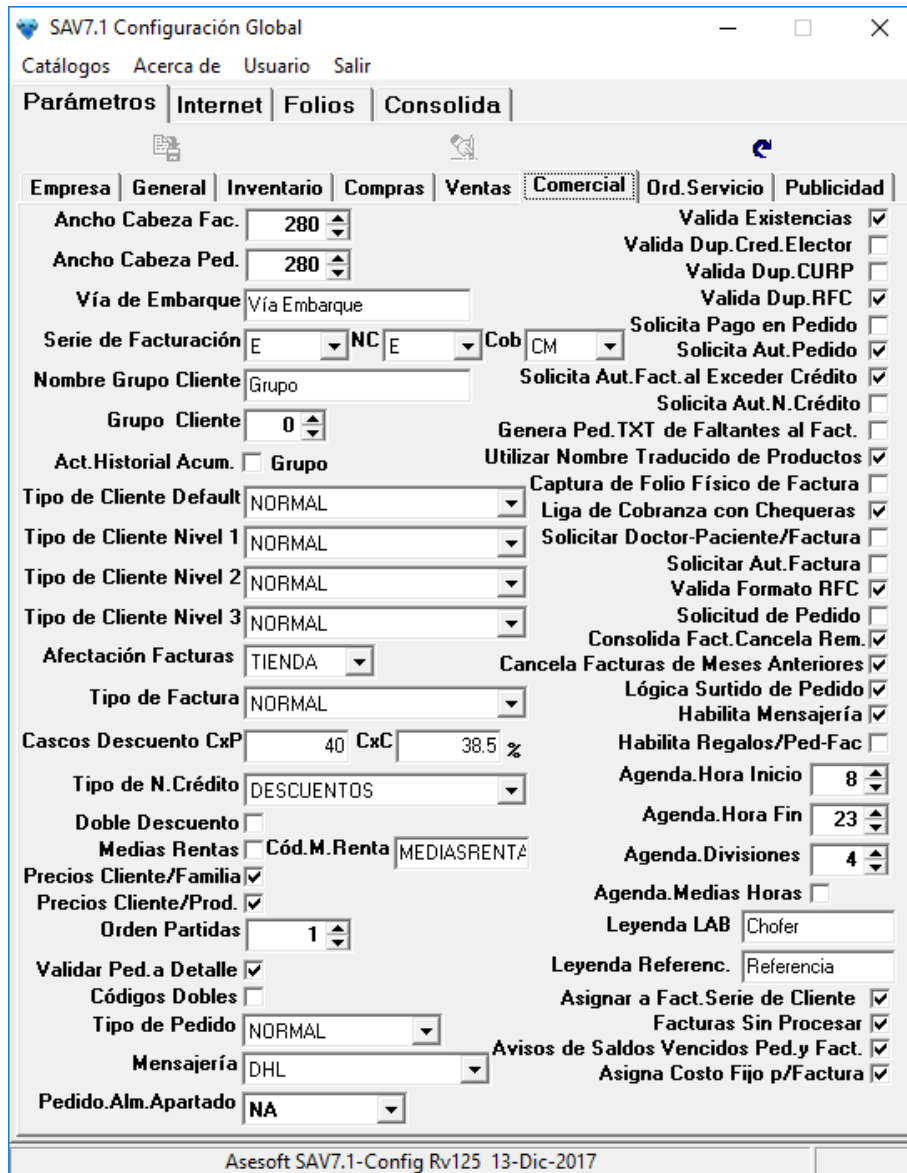 SAV7.1 Configuración Global
Catálogos Acerca de Usuario Salir
Parámetros Internet Folios Consolida
Empresa General Inventario Compras Ventas Comercial Ord.Servicio Publicidad
Ancho Cabeza Fac. 280
Ancho Cabeza Ped. 280
Vía de Embarque Vía Embarque
Serie de Facturación E NC E Cob CM
Nombre Grupo Cliente Grupo
Grupo Cliente 0
Act.Historial Acum. Grupo
Tipo de Cliente Default NORMAL
Tipo de Cliente Nivel 1 NORMAL
Tipo de Cliente Nivel 2 NORMAL
Tipo de Cliente Nivel 3 NORMAL
Afectación Facturas TIENDA
Tipo de Factura NORMAL
Cascos Descuento CxP 40 CxC 38.5 %
Tipo de N.Crédito DESCUENTOS
Doble Descuento
Medias Rentas Cód.M.Renta MEDIASRENTA
Precios Cliente/Familia
Precios Cliente/Prod.
Orden Partidas 1
Validar Ped.a Detalle
Códigos Dobles
Tipo de Pedido NORMAL
Mensajería DHL
Pedido.Alm.Apartado NA
Valida Existencias
Valida Dup.Cred.Elector
Valida Dup.CURP
Valida Dup.RFC
Solicita Pago en Pedido
Solicita Aut.Pedido
Solicita Aut.Fact.al Exceder Crédito
Solicita Aut.N.Crédito
Genera Ped.TXT de Faltantes al Fact.
Utilizar Nombre Traducido de Productos
Captura de Folio Físico de Factura
Liga de Cobranza con Chequeras
Solicitar Doctor-Paciente/Factura
Solicitar Aut.Factura
Valida Formato RFC
Solicitud de Pedido
Consolida Fact.Cancela Rem.
Cancela Facturas de Meses Anteriores
Lógica Surtido de Pedido
Habilita Mensajería
Habilita Regalos/Ped-Fac
Agenda.Hora Inicio 8
Agenda.Hora Fin 23
Agenda.Divisiones 4
Agenda.Medias Horas
Leyenda LAB Chofer
Leyenda Referenc. Referencia
Asignar a Fact.Serie de Cliente
Facturas Sin Procesar
Avisos de Saldos Vencidos Ped.y Fact.
Asigna Costo Fijo p/Factura
Asesoft SAV7.1-Config Rv125 13-Dic-2017